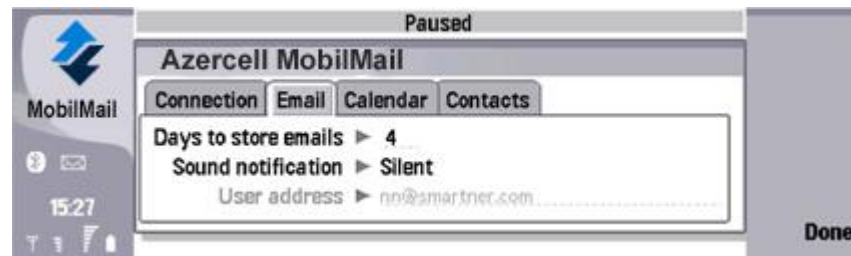 Paused
Azercell MobilMail
MobilMail
Connection Email Calendar Contacts
Days to store emails 4
Sound notification Silent
User address nn@smartner.com
15:27
Done